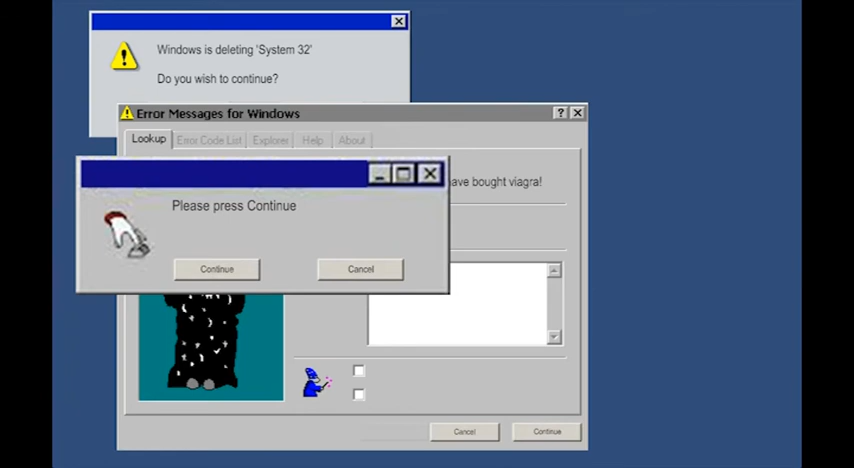 Windows is deleting 'System 32'
Do you wish to continue?
Error Messages for Windows
Lookup Error Code List Explorer Help About
have bought viagra!
Please press Continue
Continue Cancel
Cancel Continue